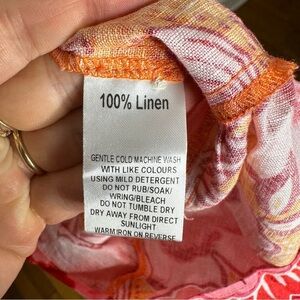 100% Linen
GENTLE COLD MACHINE WASH
WITH LIKE COLOURS
USING MILD DETERGENT
DO NOT RUB/SOAK/
WRING/BLEACH
DO NOT TUMBLE DRY
DRY AWAY FROM DIRECT
SUNLIGHT
WARM IRON ON REVERSE